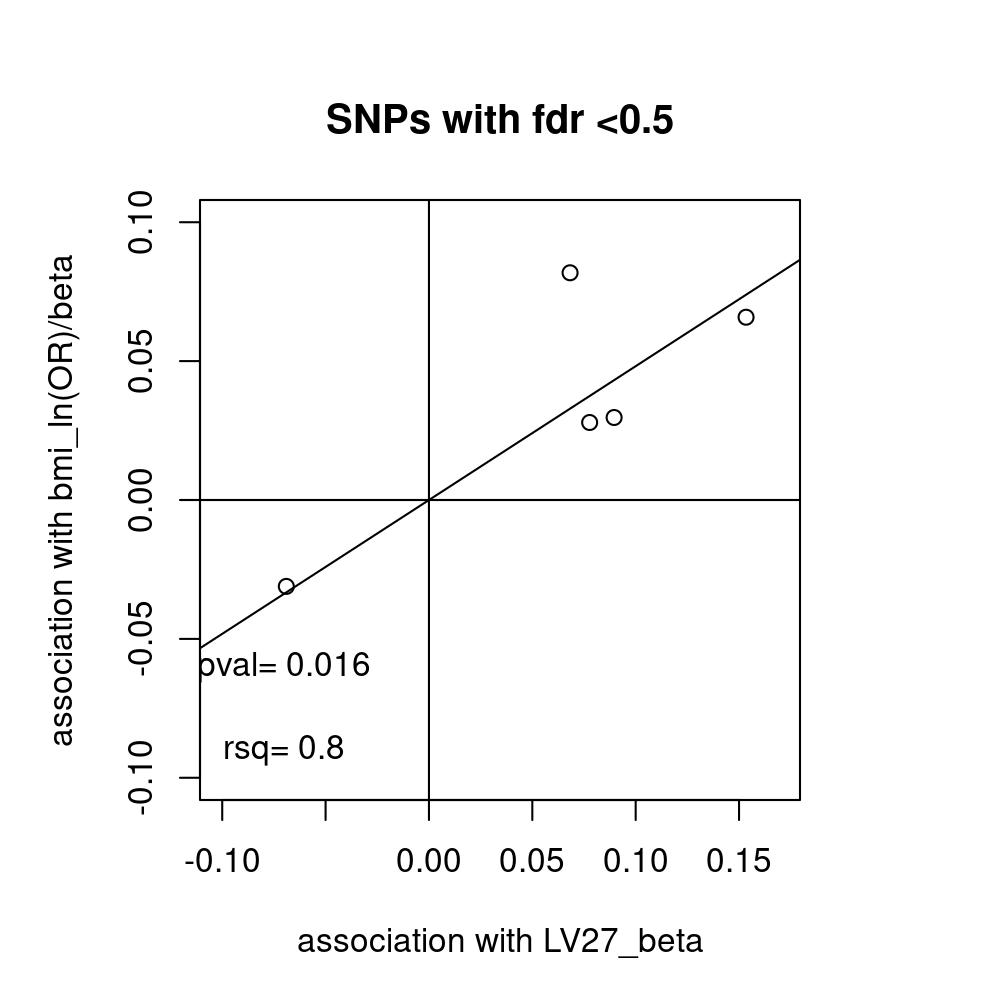 SNPs with fdr <0.5
association with bmi_ln(OR)/beta
0.10
0.05
0.00
-0.05
-0.10
pval= 0.016
rsq= 0.8
-0.10 0.00 0.05 0.10 0.15
association with LV27_beta